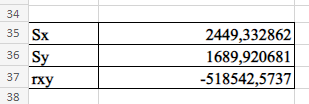 34
35 Sx 2449,332862
36 Sy 1689,920681
37 rxy -518542,5737
38